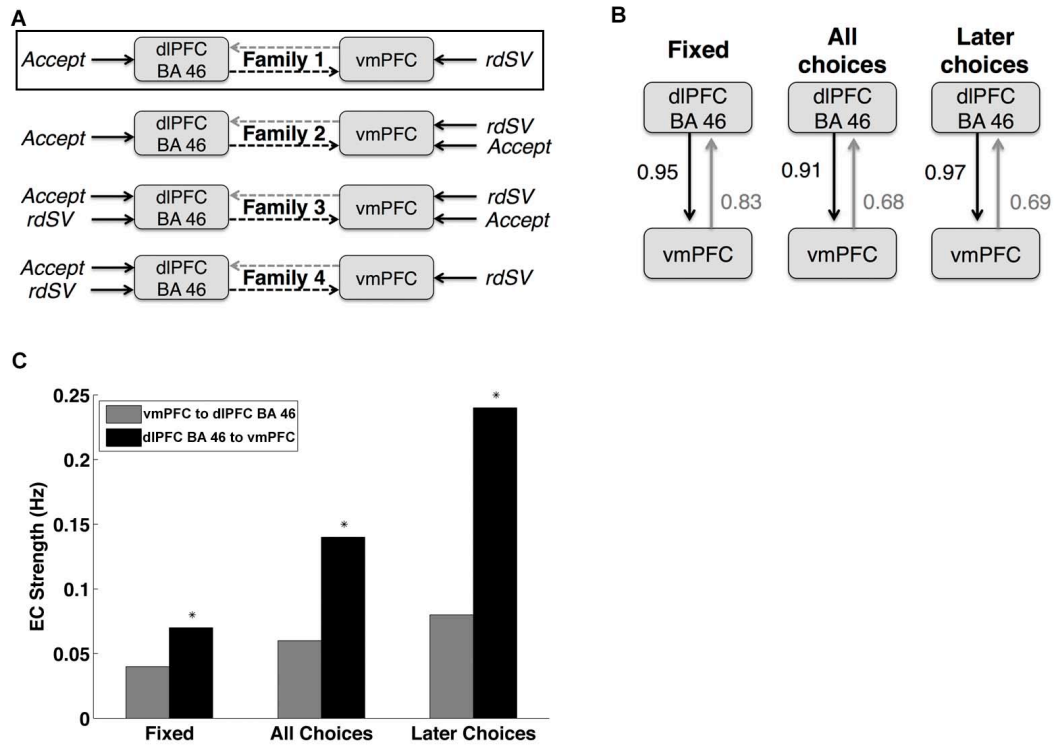 A
Accept
dlPFC
BA 46
Family 1
vmPFC
rdSV
Accept
dlPFC
BA 46
Family 2
vmPFC
rdSV
Accept
Accept
rdSV
dlPFC
BA 46
Family 3
vmPFC
rdSV
Accept
Accept
rdSV
dlPFC
BA 46
Family 4
vmPFC
rdSV
B
Fixed
dlPFC
BA 46
0.95
0.83
vmPFC
All
choices
dlPFC
BA 46
0.91
0.68
vmPFC
Later
choices
dlPFC
BA 46
0.97
0.69
vmPFC
C
EC Strength (Hz)
0.25
0.2
0.15
0.1
0.05
0
vmPFC to dlPFC BA 46
dlPFC BA 46 to vmPFC
*
*
*
Fixed
All Choices
Later Choices